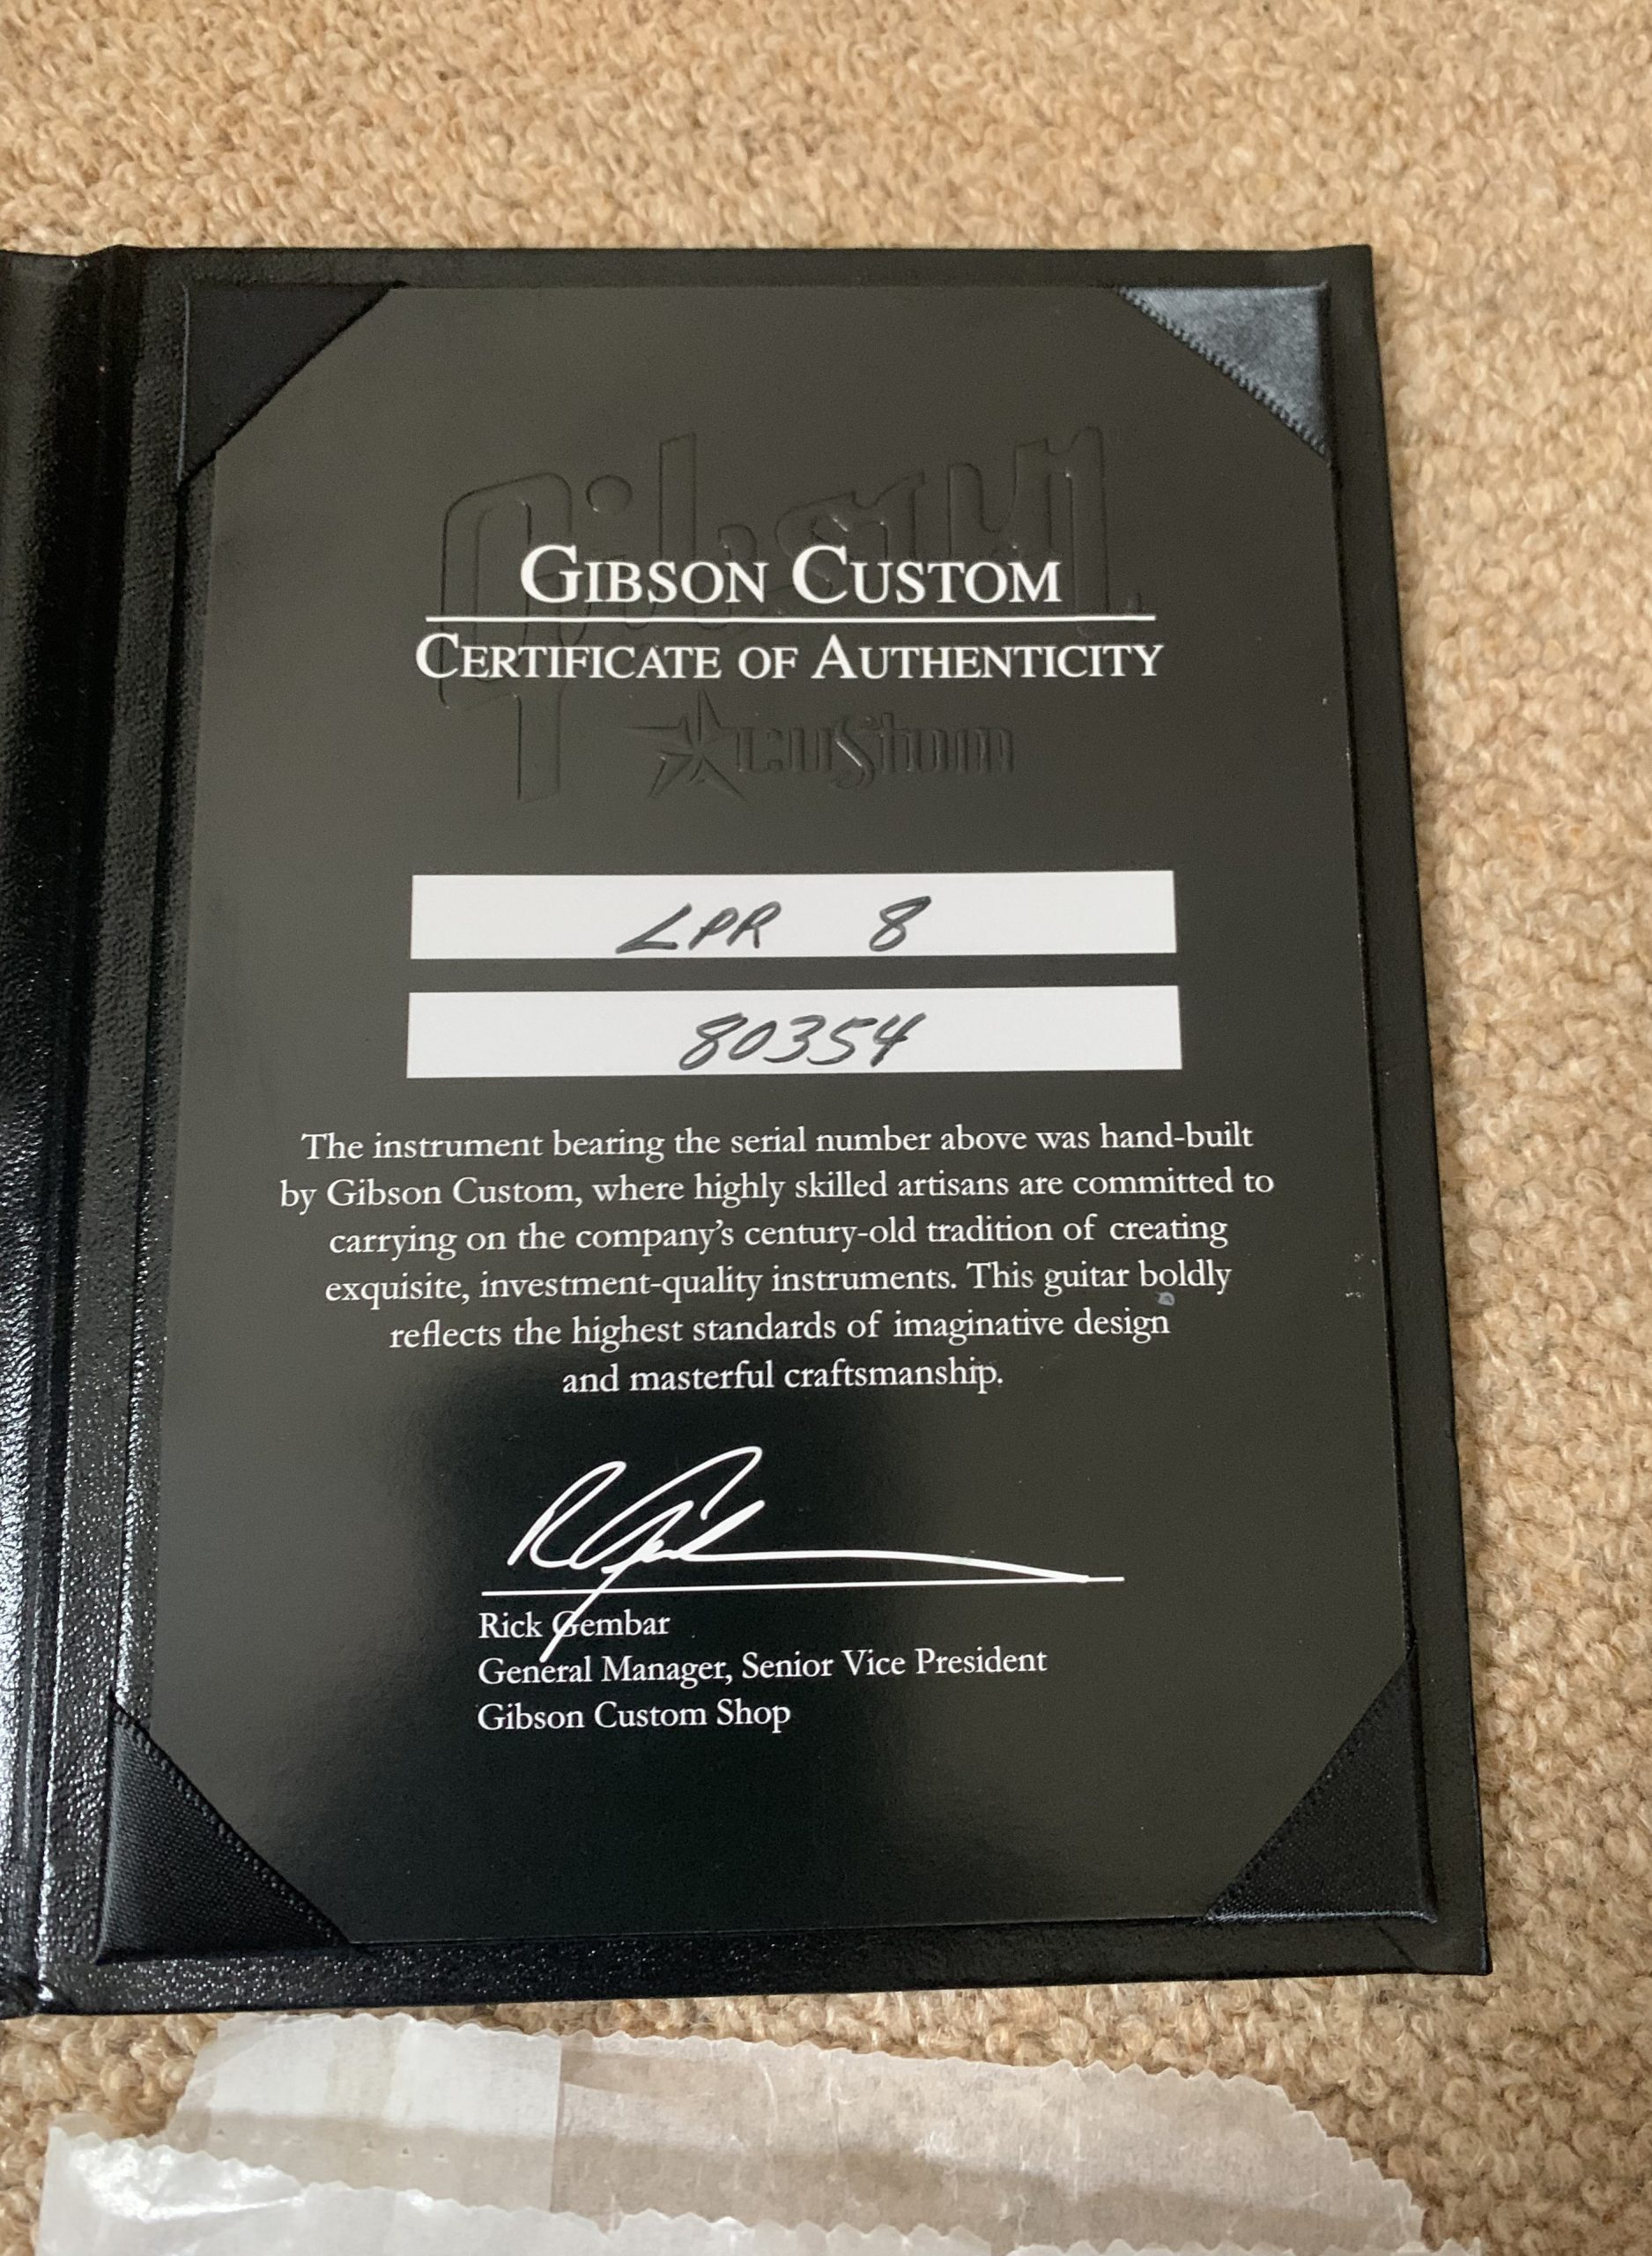 Gibson
GIBSON CUSTOM
CERTIFICATE OF AUTHENTICITY
custom
LPR 8
80354
The instrument bearing the serial number above was hand-built
by Gibson Custom, where highly skilled artisans are committed to
carrying on the company's century-old tradition of creating
exquisite, investment-quality instruments. This guitar boldly
reflects the highest standards of imaginative design
and masterful craftsmanship.
Rick Gembar
General Manager, Senior Vice President
Gibson Custom Shop